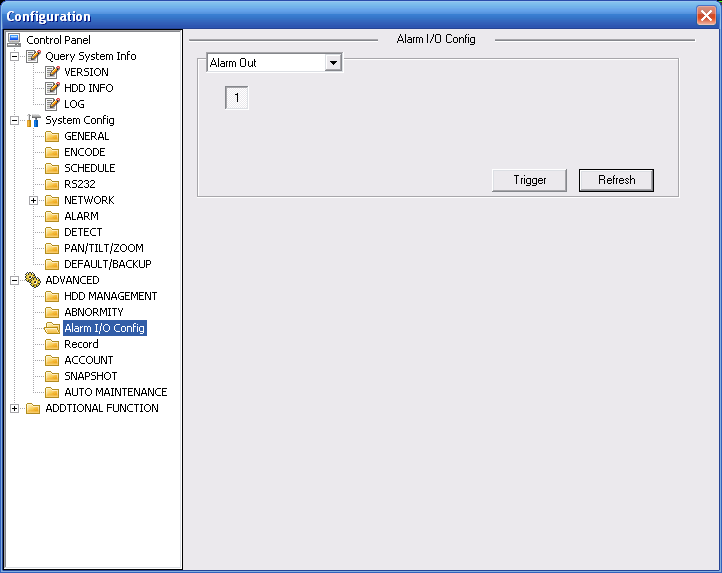 Configuration
Control Panel
Query System Info
VERSION
HDD INFO
LOG
System Config
GENERAL
ENCODE
SCHEDULE
RS232
NETWORK
ALARM
DETECT
PAN/TILT/ZOOM
DEFAULT/BACKUP
ADVANCED
HDD MANAGEMENT
ABNORMITY
Alarm I/O Config
Record
ACCOUNT
SNAPSHOT
AUTO MAINTENANCE
ADDTIONAL FUNCTION
Alarm I/O Config
Alarm Out
1
Trigger
Refresh